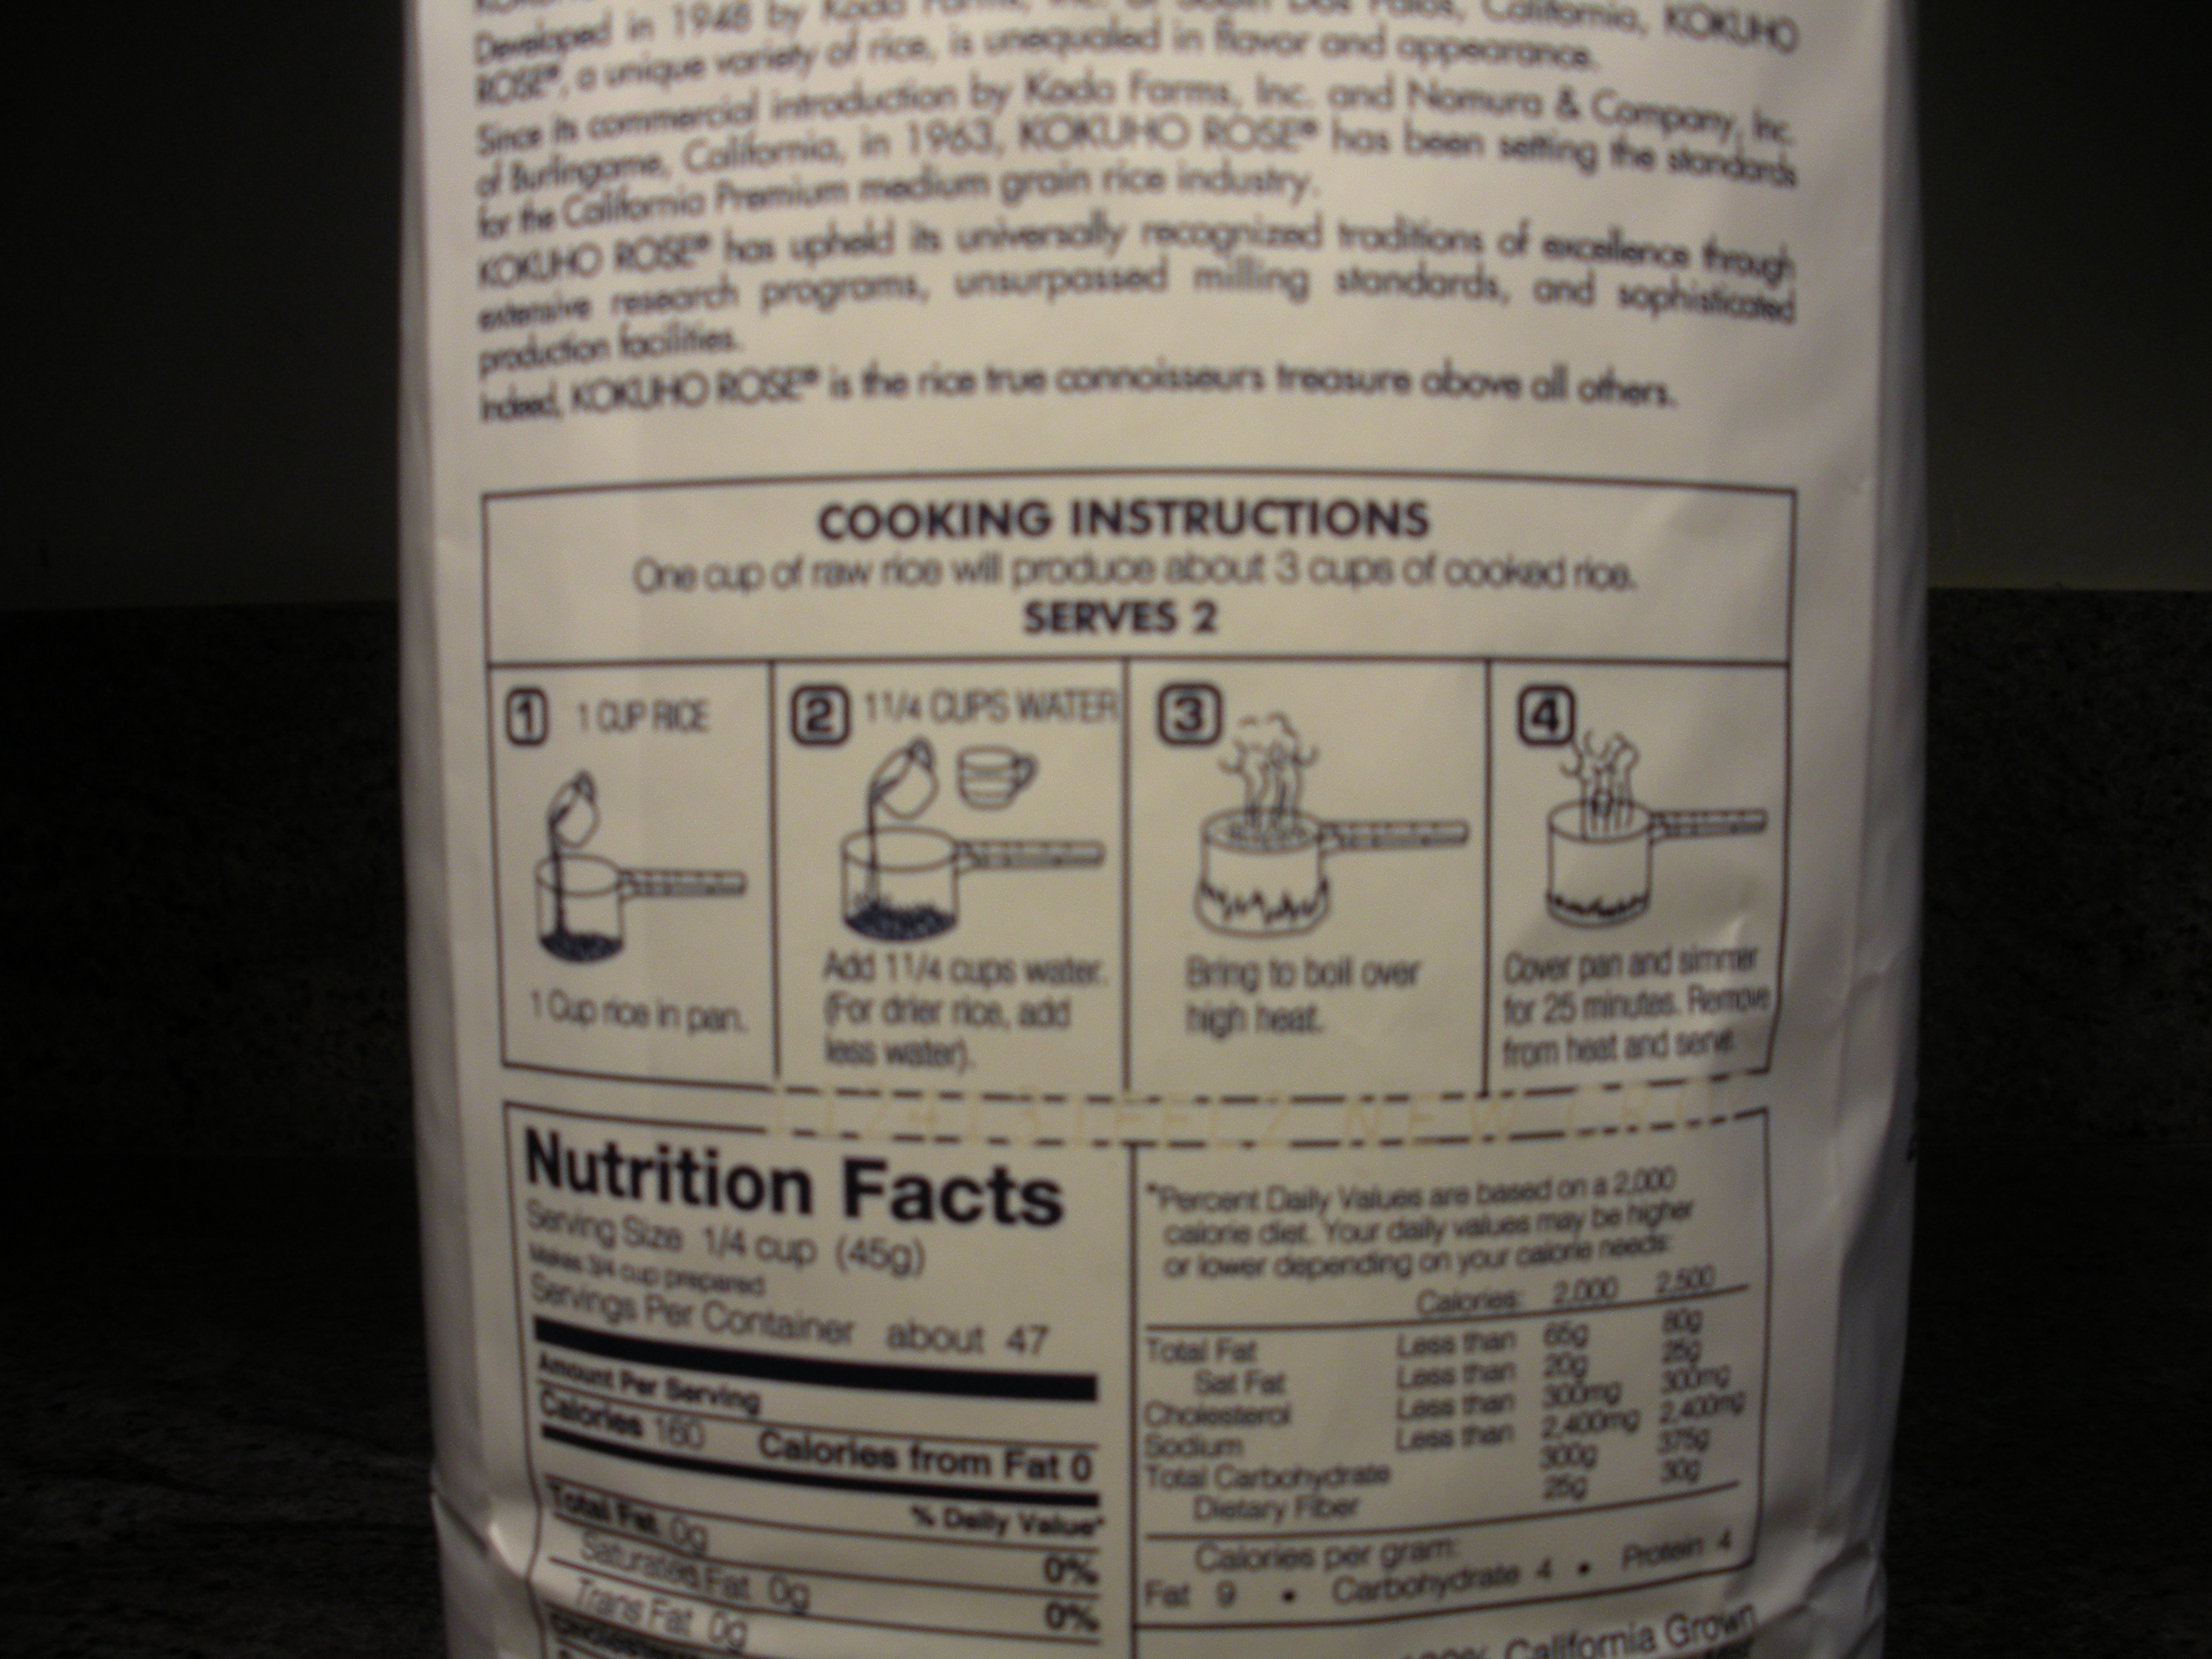 Developed in 1948 by Koda Farms, Inc. of South Dos Palos, California, KOKUHO
ROSE®, a unique variety of rice, is unequaled in flavor and appearance.
Since its commercial introduction by Koda Farms, Inc. and Nomura & Company, Inc.
of Burlingame, California, in 1963, KOKUHO ROSE® has been setting the standards
for the California Premium medium grain rice industry.
KOKUHO ROSE® has upheld its universally recognized traditions of excellence through
extensive research programs, unsurpassed milling standards, and sophisticated
production facilities.
Indeed, KOKUHO ROSE® is the rice true connoisseurs treasure above all others.
COOKING INSTRUCTIONS
One cup of raw rice will produce about 3 cups of cooked rice.
SERVES 2
1 1 CUP RICE
1 Cup rice in pan.
2 1 1/4 CUPS WATER
Add 1 1/4 cups water.
(For drier rice, add
less water).
3
Bring to boil over
high heat.
4
Cover pan and simmer
for 25 minutes. Remove
from heat and serve.
Nutrition Facts
Serving Size 1/4 cup (45g)
Makes 3/4 cup prepared
Servings Per Container about 47
Amount Per Serving
Calories 160 Calories from Fat 0
% Daily Value*
Total Fat 0g 0%
Saturated Fat 0g 0%
Trans Fat 0g
*Percent Daily Values are based on a 2,000
calorie diet. Your daily values may be higher
or lower depending on your calorie needs:
Calories: 2,000 2,500
Total Fat Less than 65g 80g
Sat Fat Less than 20g 25g
Cholesterol Less than 300mg 300mg
Sodium Less than 2,400mg 2,400mg
Total Carbohydrate 300g 375g
Dietary Fiber 25g 30g
Calories per gram:
Fat 9 • Carbohydrate 4 • Protein 4
100% California Grown